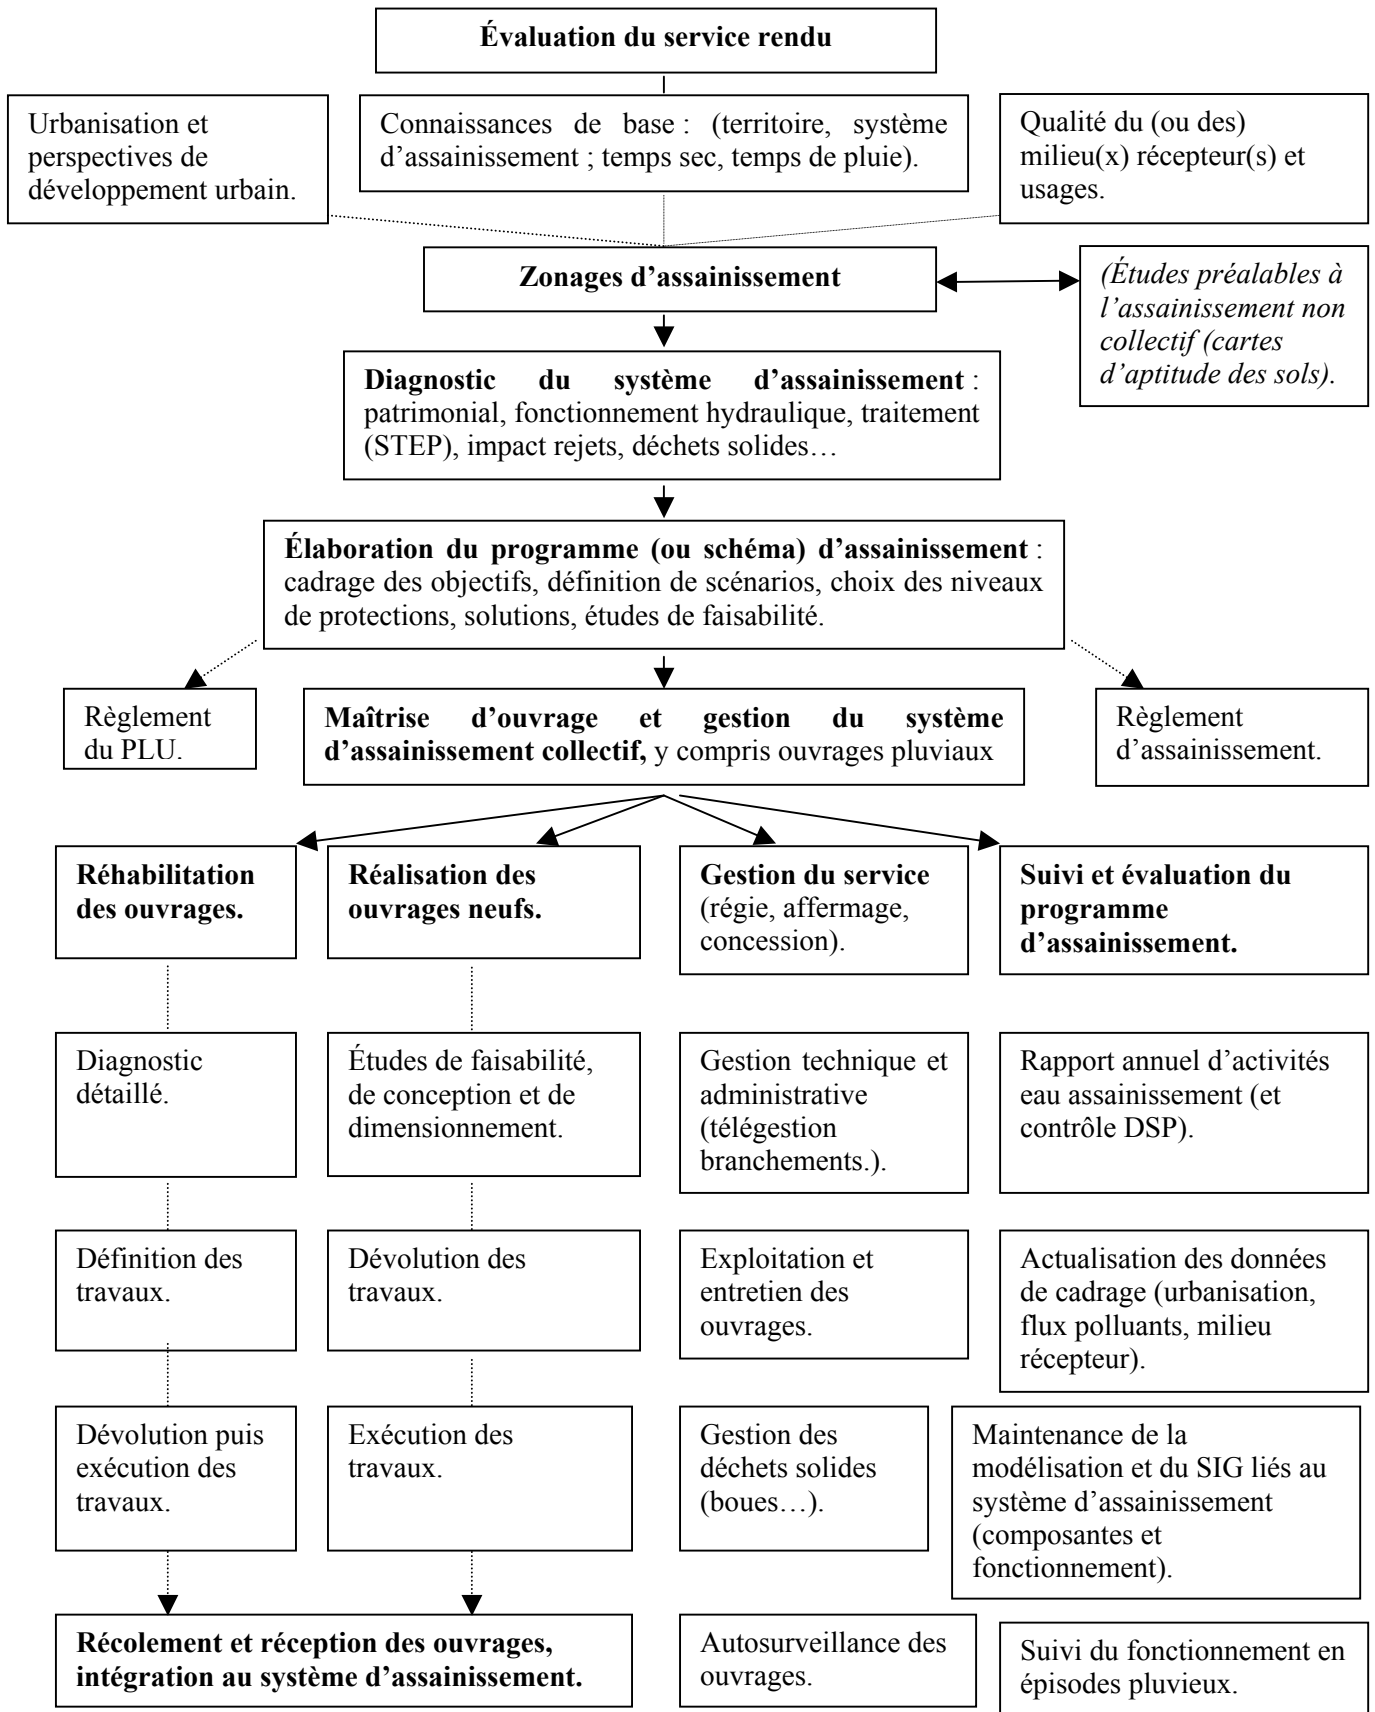 Évaluation du service rendu
Urbanisation et
perspectives de
développement urbain.
Connaissances de base : (territoire, système
d’assainissement ; temps sec, temps de pluie).
Qualité du (ou des)
milieu(x) récepteur(s) et
usages.
Zonages d’assainissement
(Études préalables à
l’assainissement non
collectif (cartes
d’aptitude des sols).
Diagnostic du système d’assainissement :
patrimonial, fonctionnement hydraulique, traitement
(STEP), impact rejets, déchets solides…
Élaboration du programme (ou schéma) d’assainissement :
cadrage des objectifs, définition de scénarios, choix des niveaux
de protections, solutions, études de faisabilité.
Règlement
du PLU.
Maîtrise d’ouvrage et gestion du système
d’assainissement collectif, y compris ouvrages pluviaux
Règlement
d’assainissement.
Réhabilitation
des ouvrages.
Réalisation des
ouvrages neufs.
Gestion du service
(régie, affermage,
concession).
Suivi et évaluation du
programme
d’assainissement.
Diagnostic
détaillé.
Études de faisabilité,
de conception et de
dimensionnement.
Gestion technique et
administrative
(télégestion
branchements.).
Rapport annuel d’activités
eau assainissement (et
contrôle DSP).
Définition des
travaux.
Dévolution des
travaux.
Exploitation et
entretien des
ouvrages.
Actualisation des données
de cadrage (urbanisation,
flux polluants, milieu
récepteur).
Dévolution puis
exécution des
travaux.
Exécution des
travaux.
Gestion des
déchets solides
(boues…).
Maintenance de la
modélisation et du SIG liés au
système d’assainissement
(composantes et
fonctionnement).
Récolement et réception des ouvrages,
intégration au système d’assainissement.
Autosurveillance des
ouvrages.
Suivi du fonctionnement en
épisodes pluvieux.